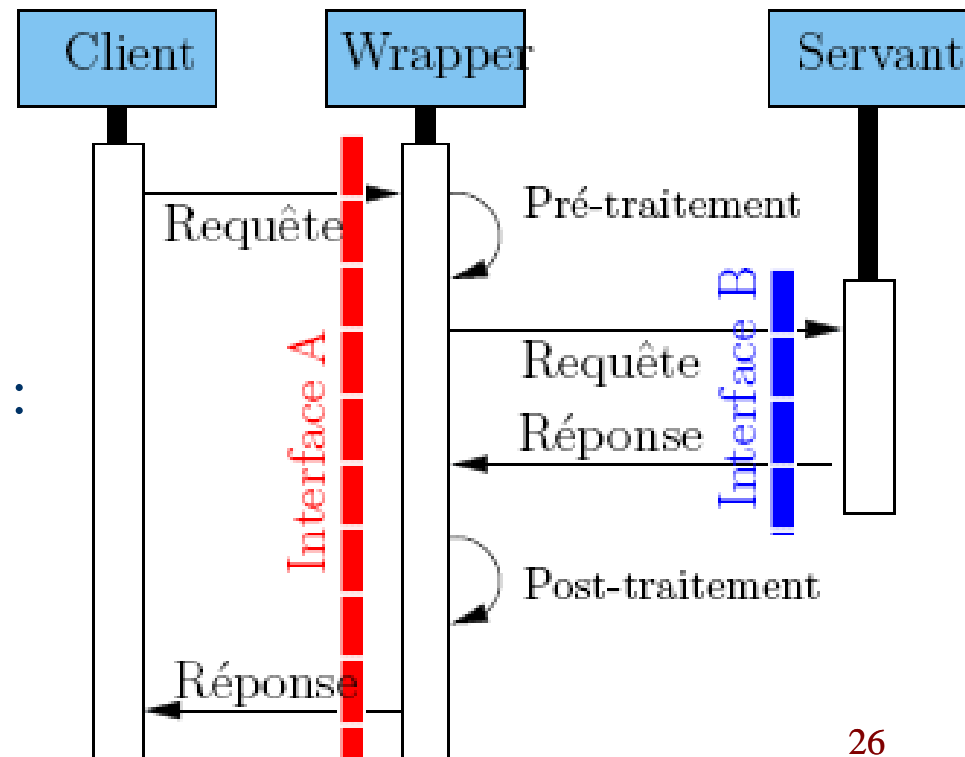 Client
Wrapper
Servant
Requête
Pré-traitement
Interface A
Interface B
Requête
:
Réponse
Post-traitement
Réponse
26